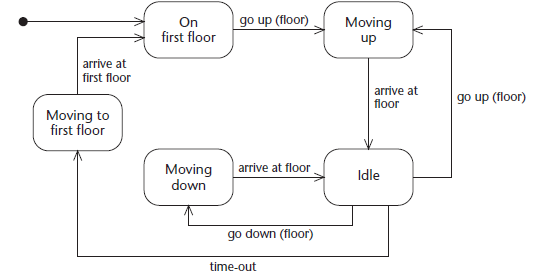 On
first floor
go up (floor)
Moving
up
arrive at
first floor
arrive at
floor
go up (floor)
Moving to
first floor
Moving
down
arrive at floor
Idle
go down (floor)
time-out